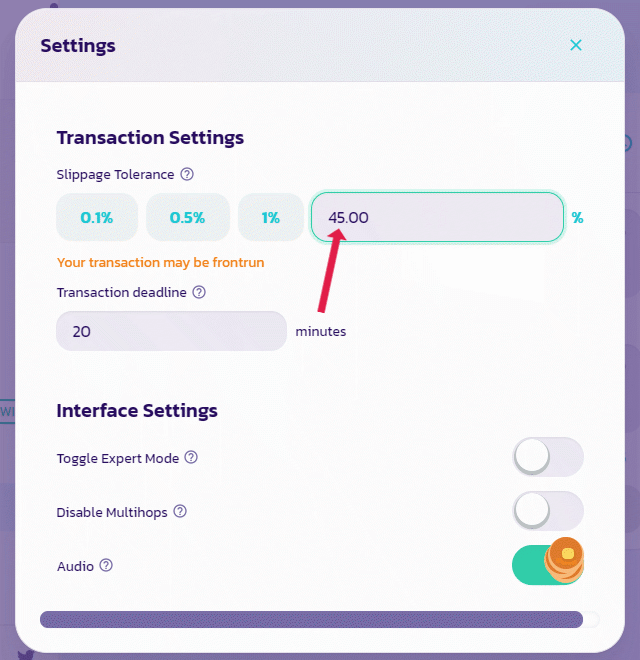 Settings
Transaction Settings
Slippage Tolerance
0.1% 0.5% 1% 45.00 %
Your transaction may be frontrun
Transaction deadline
20 minutes
Interface Settings
Toggle Expert Mode
Disable Multihops
Audio